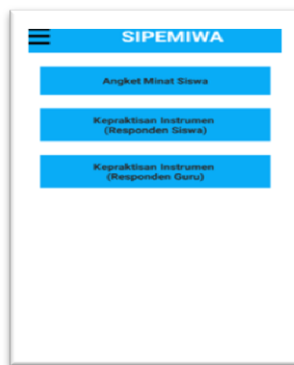 SIPEMIWA
Angket Minat Siswa
Kepraktisan Instrumen
(Responden Siswa)
Kepraktisan Instrumen
(Responden Guru)